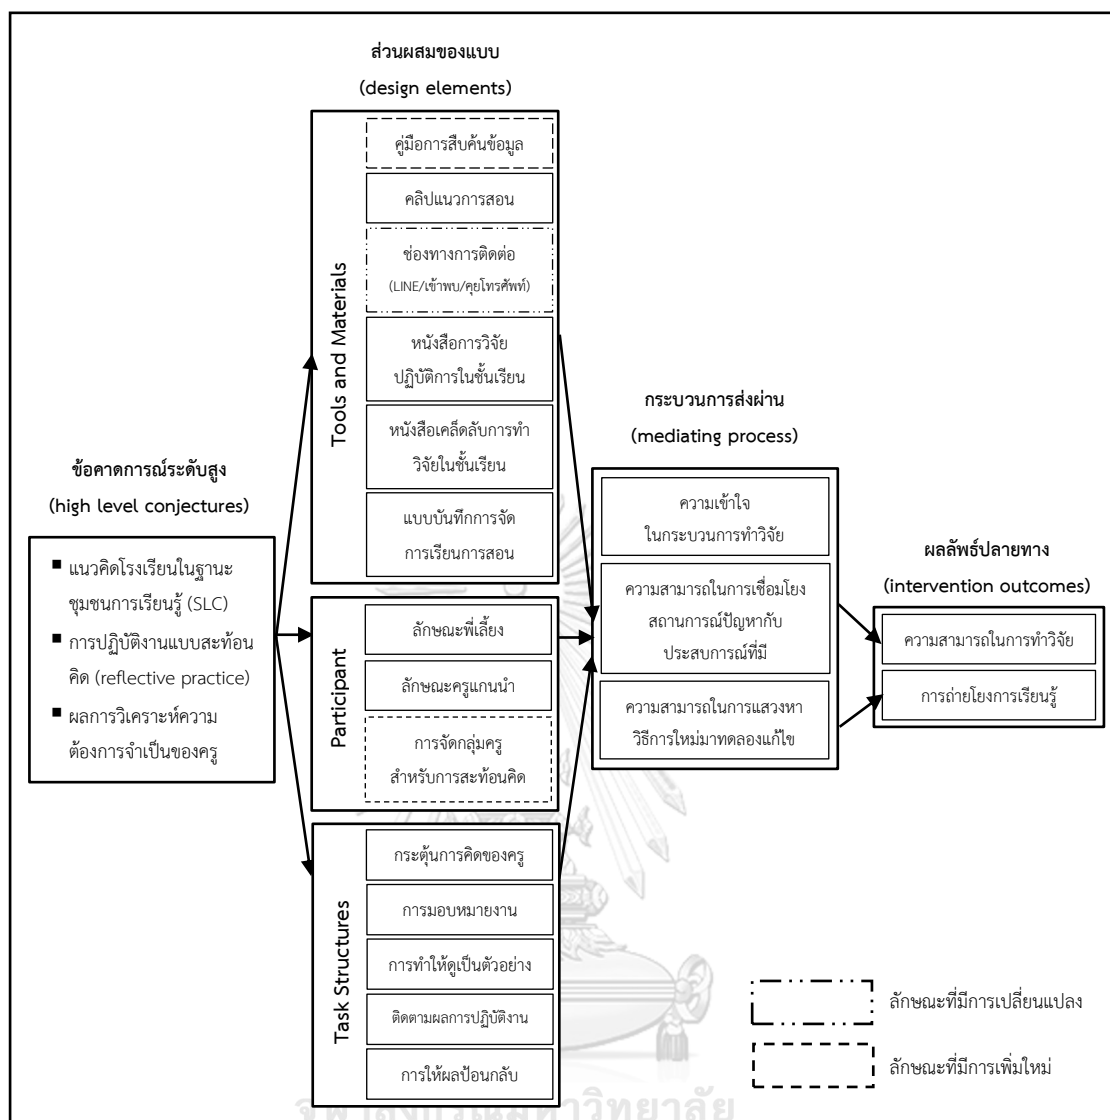 ส่วนผสมของแบบ
(design elements)
Tools and Materials
คู่มือการสืบค้นข้อมูล
คลิปแนวการสอน
ช่องทางการติดต่อ
(LINE/เข้าพบ/คุยโทรศัพท์)
หนังสือการวิจัย
ปฏิบัติการในชั้นเรียน
หนังสือเคล็ดลับการทำ
วิจัยในชั้นเรียน
แบบบันทึกการจัด
การเรียนการสอน
ข้อคาดการณ์ระดับสูง
(high level conjectures)
▪ แนวคิดโรงเรียนในฐานะ
ชุมชนการเรียนรู้ (SLC)
▪ การปฏิบัติงานแบบสะท้อน
คิด (reflective practice)
▪ ผลการวิเคราะห์ความ
ต้องการจำเป็นของครู
Participant
ลักษณะพี่เลี้ยง
ลักษณะครูแกนนำ
การจัดกลุ่มครู
สำหรับการสะท้อนคิด
Task Structures
กระตุ้นการคิดของครู
การมอบหมายงาน
การทำให้ดูเป็นตัวอย่าง
ติดตามผลการปฏิบัติงาน
การให้ผลป้อนกลับ
กระบวนการส่งผ่าน
(mediating process)
ความเข้าใจ
ในกระบวนการทำวิจัย
ความสามารถในการเชื่อมโยง
สถานการณ์ปัญหากับ
ประสบการณ์ที่มี
ความสามารถในการแสวงหา
วิธีการใหม่มาทดลองแก้ไข
ผลลัพธ์ปลายทาง
(intervention outcomes)
ความสามารถในการทำวิจัย
การถ่ายโยงการเรียนรู้
ลักษณะที่มีการเปลี่ยนแปลง
ลักษณะที่มีการเพิ่มใหม่
จุฬาลงกรณ์มหาวิทยาลัย